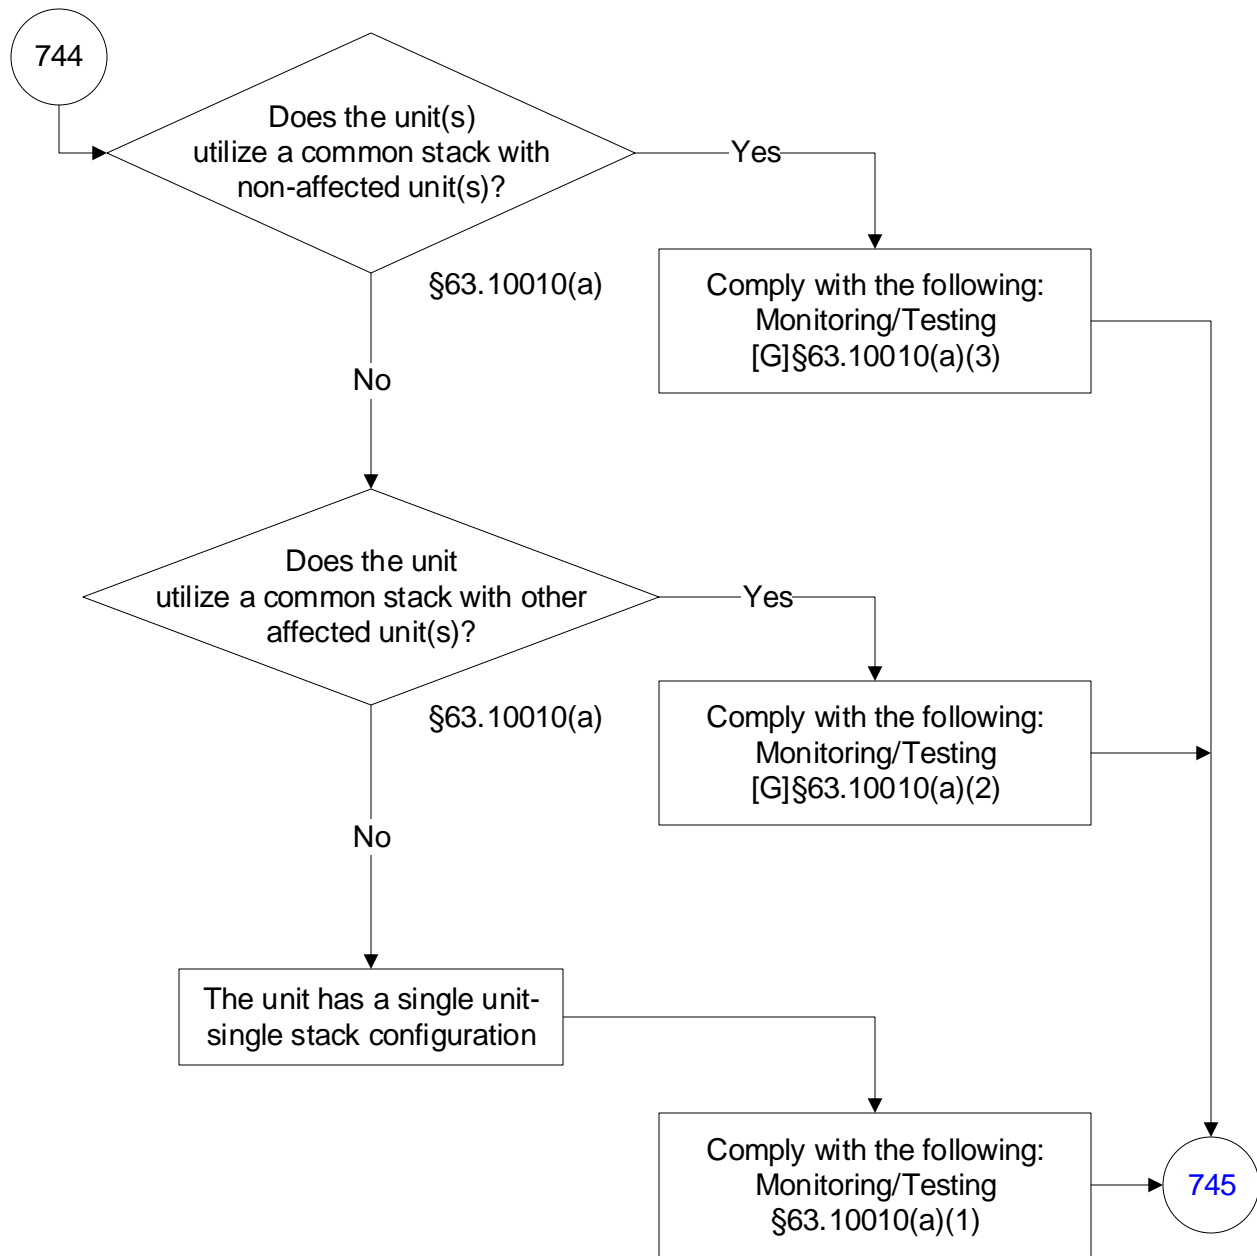 744
Does the unit(s)
utilize a common stack with
non-affected unit(s)?
Yes
§63.10010(a)
Comply with the following:
Monitoring/Testing
[G]§63.10010(a)(3)
No
Does the unit
utilize a common stack with other
affected unit(s)?
Yes
§63.10010(a)
Comply with the following:
Monitoring/Testing
[G]§63.10010(a)(2)
No
The unit has a single unit-
single stack configuration
Comply with the following:
Monitoring/Testing
§63.10010(a)(1)
745